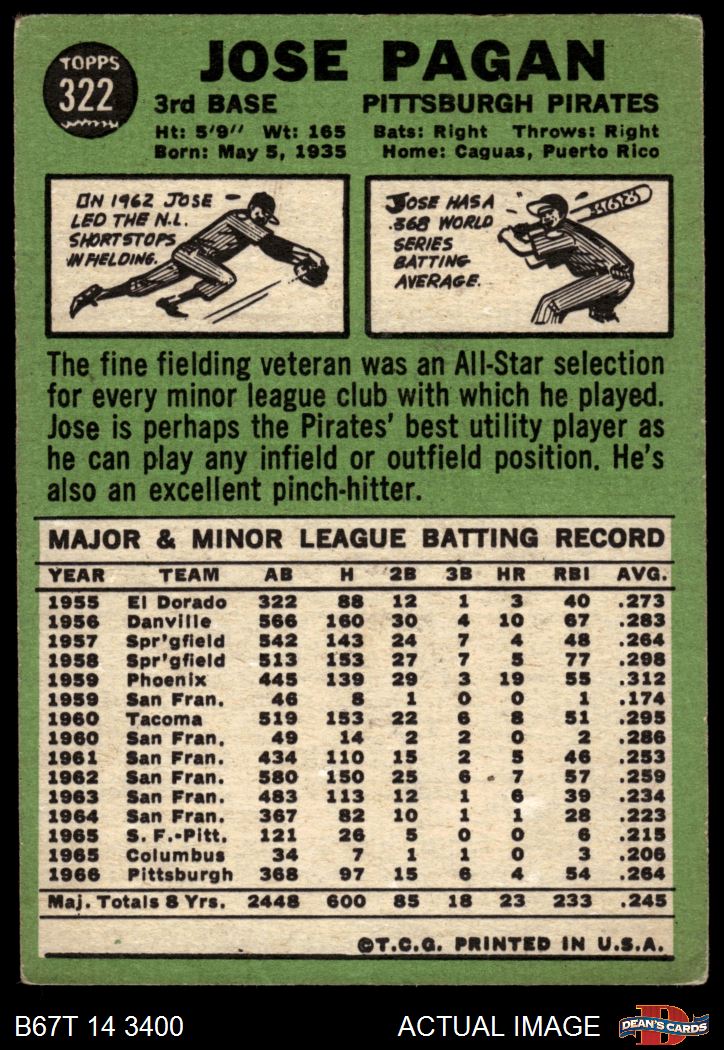 TOPPS
322
JOSE PAGAN
3rd BASE PITTSBURGH PIRATES
Ht: 5'9" Wt: 165 Bats: Right Throws: Right
Born: May 5, 1935 Home: Caguas, Puerto Rico
IN 1962 JOSE
LED THE N.L.
SHORTSTOPS
IN FIELDING.
JOSE HAS A
.368 WORLD
SERIES
BATTING
AVERAGE.
The fine fielding veteran was an All-Star selection
for every minor league club with which he played.
Jose is perhaps the Pirates' best utility player as
he can play any infield or outfield position. He's
also an excellent pinch-hitter.
MAJOR & MINOR LEAGUE BATTING RECORD
YEAR TEAM AB H 2B 3B HR RBI AVG.
1955 El Dorado 322 88 12 1 3 40 .273
1956 Danville 566 160 30 4 10 67 .283
1957 Spr'gfield 542 143 24 7 4 48 .264
1958 Spr'gfield 513 153 27 7 5 77 .298
1959 Phoenix 445 139 29 3 19 55 .312
1959 San Fran. 46 8 1 0 0 1 .174
1960 Tacoma 519 153 22 6 8 51 .295
1960 San Fran. 49 14 2 2 0 2 .286
1961 San Fran. 434 110 15 2 5 46 .253
1962 San Fran. 580 150 25 6 7 57 .259
1963 San Fran. 483 113 12 1 6 39 .234
1964 San Fran. 367 82 10 1 1 28 .223
1965 S. F.-Pitt. 121 26 5 0 0 6 .215
1965 Columbus 34 7 1 1 0 3 .206
1966 Pittsburgh 368 97 15 6 4 54 .264
Maj. Totals 8 Yrs. 2448 600 85 18 23 233 .245
©T.C.G. PRINTED IN U.S.A.
B67T 14 3400 ACTUAL IMAGE D DEAN'S CARDS